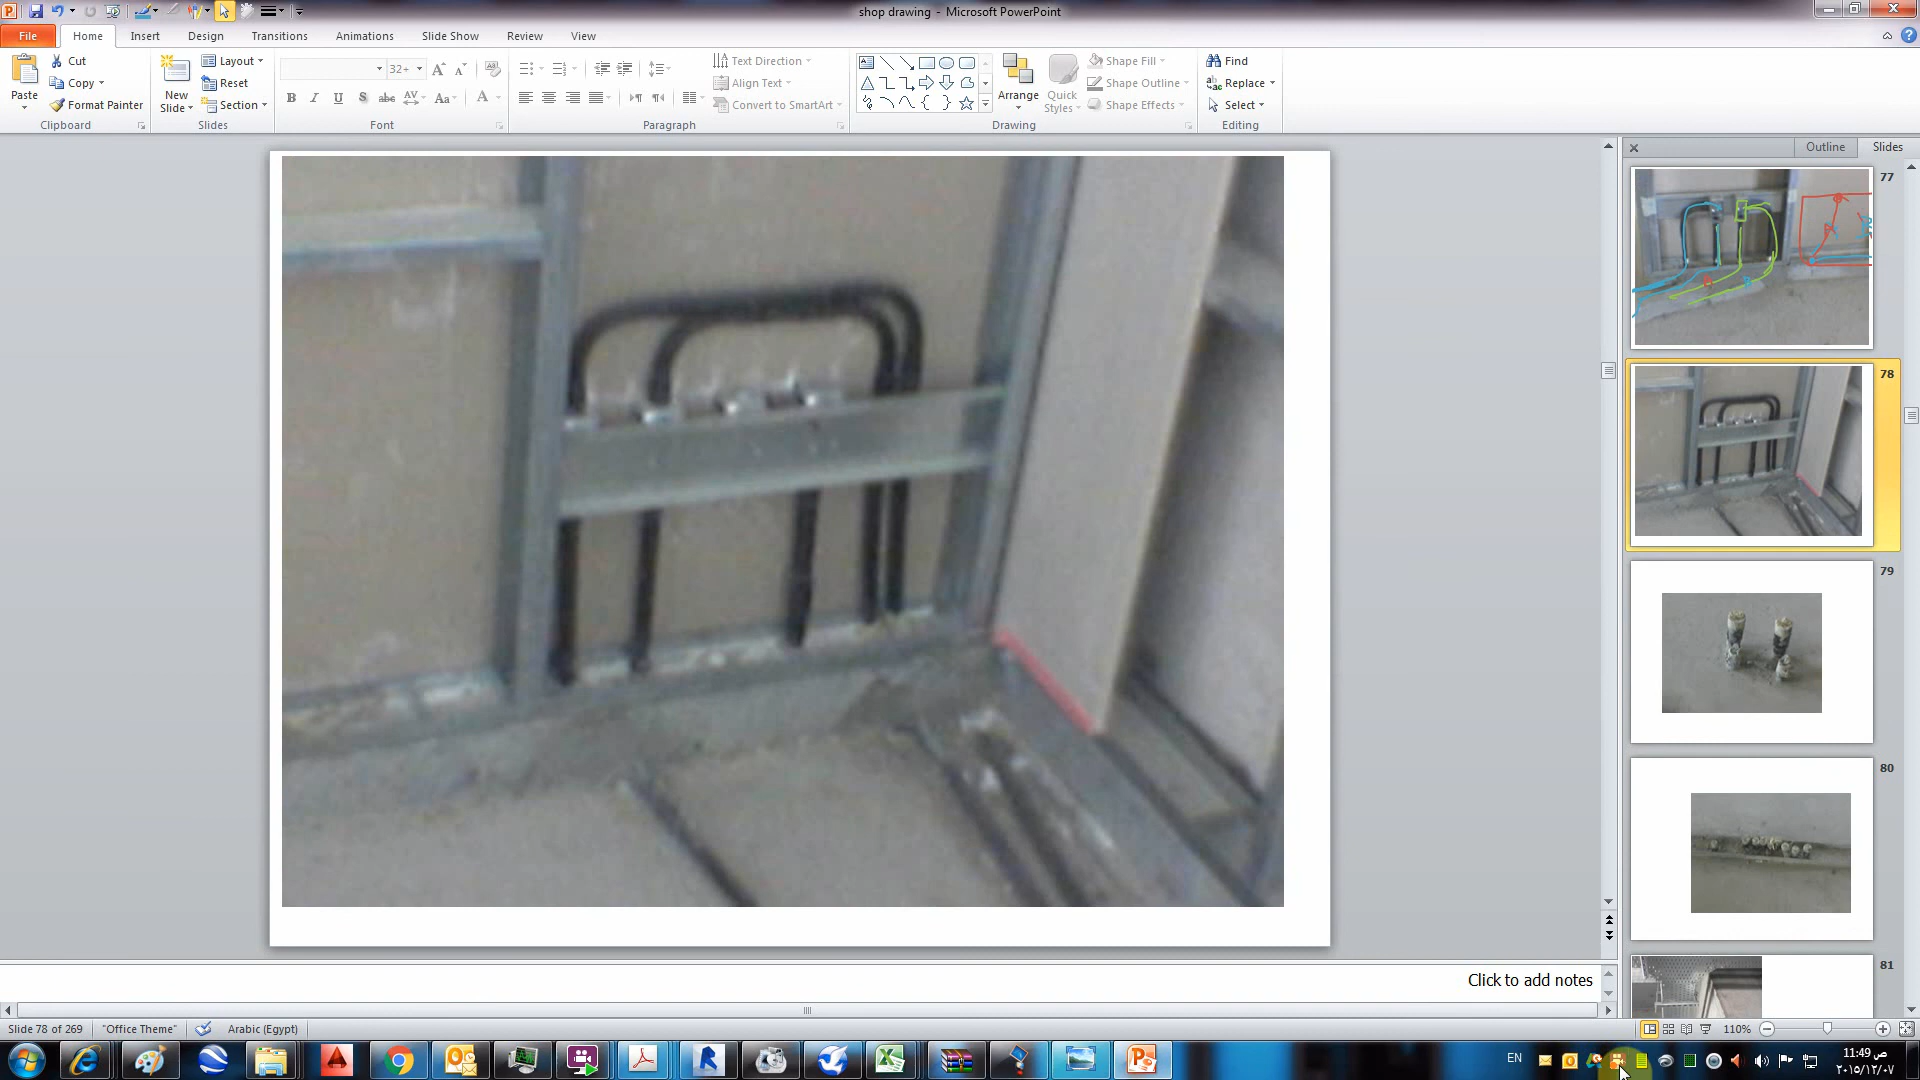 shop drawing - Microsoft PowerPoint
File Home Insert Design Transitions Animations Slide Show Review View
Paste Cut Copy Format Painter Clipboard
New Slide Layout Reset Section Slides
32+ Font
Text Direction Align Text Convert to SmartArt Paragraph
Arrange Quick Styles Shape Fill Shape Outline Shape Effects Drawing
Find Replace Select Editing
Outline Slides
77
78
79
80
81
Click to add notes
Slide 78 of 269 "Office Theme" Arabic (Egypt) 110%
EN
11:49 ص
٢٠١٥/١٢/٠٧